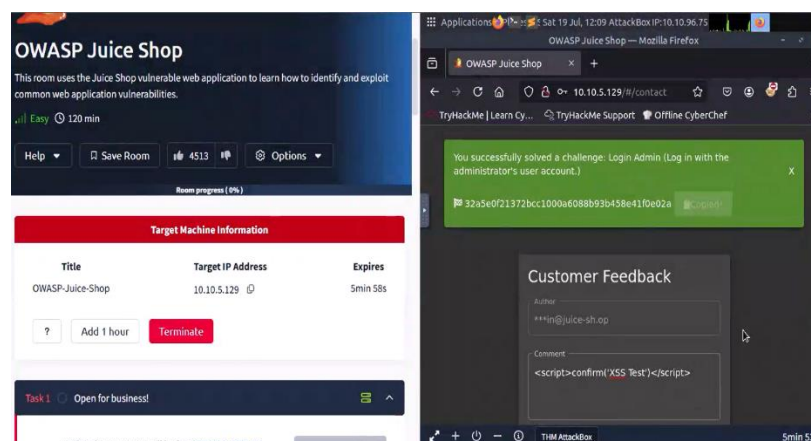 OWASP Juice Shop
This room uses the Juice Shop vulnerable web application to learn how to identify and exploit
common web application vulnerabilities.
Easy 120 min
Help Save Room 4513 Options
Room progress ( 0% )
Target Machine Information
Title Target IP Address Expires
OWASP-Juice-Shop 10.10.5.129 5min 58s
? Add 1 hour Terminate
Task 1 Open for business!
Applications Sat 19 Jul, 12:09 AttackBox IP:10.10.96.75
OWASP Juice Shop — Mozilla Firefox
OWASP Juice Shop × +
10.10.5.129/#/contact
TryHackMe | Learn Cy... TryHackMe Support Offline CyberChef
You successfully solved a challenge: Login Admin (Log in with the
administrator's user account.) X
32a5e0f21372bcc1000a6088b93b458e41f0e02a Copied!
Customer Feedback
Author
***in@juice-sh.op
Comment
<script>confirm('XSS Test')</script>
THM AttackBox